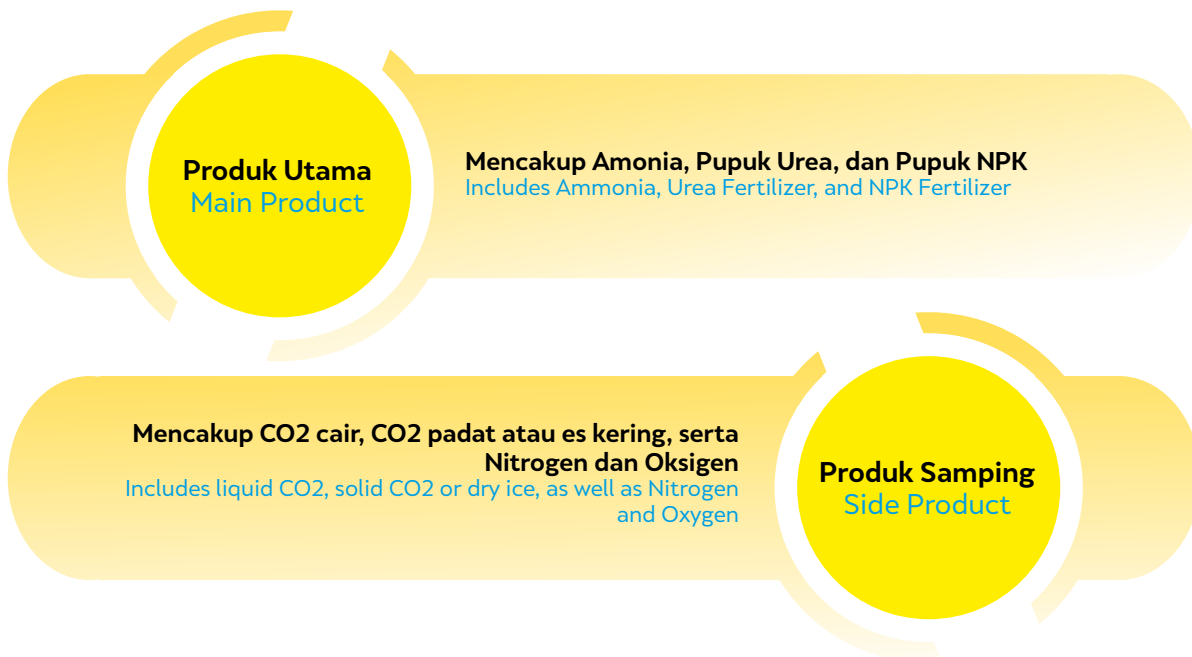 Produk Utama
Main Product
Mencakup Amonia, Pupuk Urea, dan Pupuk NPK
Includes Ammonia, Urea Fertilizer, and NPK Fertilizer
Mencakup CO2 cair, CO2 padat atau es kering, serta
Nitrogen dan Oksigen
Includes liquid CO2, solid CO2 or dry ice, as well as Nitrogen
and Oxygen
Produk Samping
Side Product